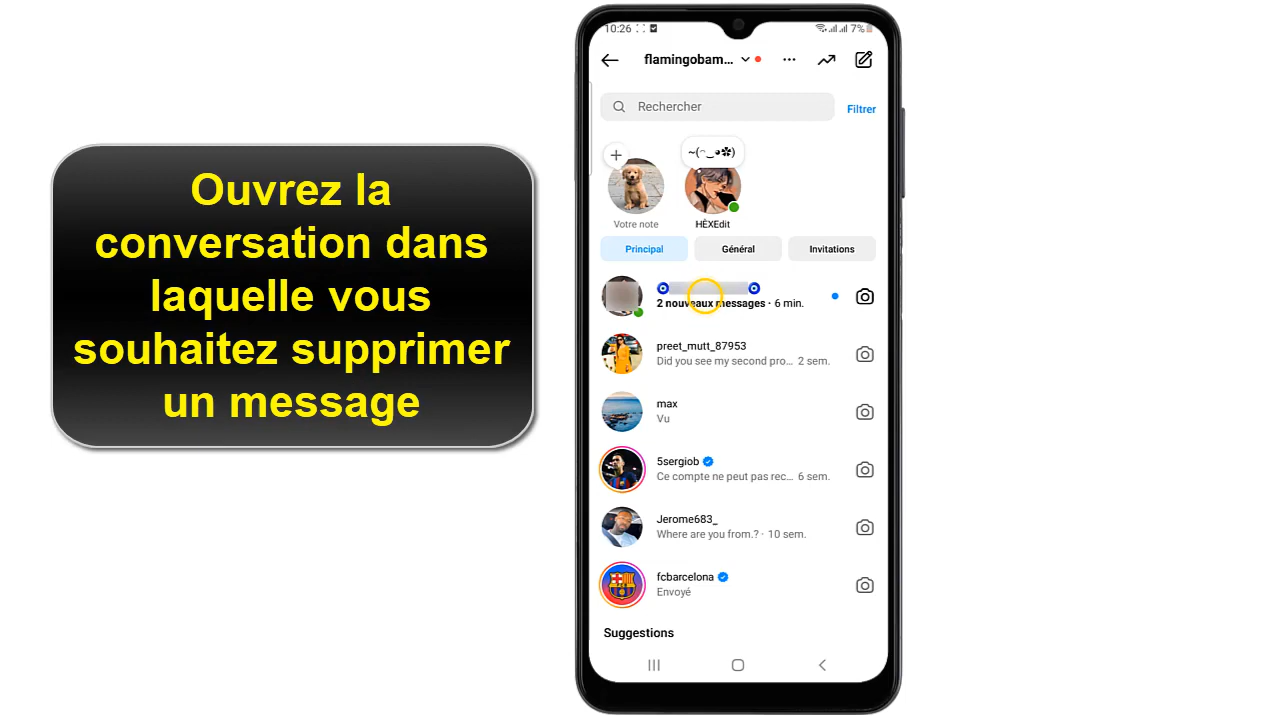 Ouvrez la
conversation dans
laquelle vous
souhaitez supprimer
un message
10:26 7%
flamingobam...
Rechercher
Filtrer
~(◠‿◕✿)
Votre note HÉXEdit
Principal Général Invitations
2 nouveaux messages · 6 min.
preet_mutt_87953
Did you see my second pro... 2 sem.
max
Vu
5sergiob
Ce compte ne peut pas rec... 6 sem.
Jerome683_
Where are you from.? · 10 sem.
fcbarcelona
Envoyé
Suggestions